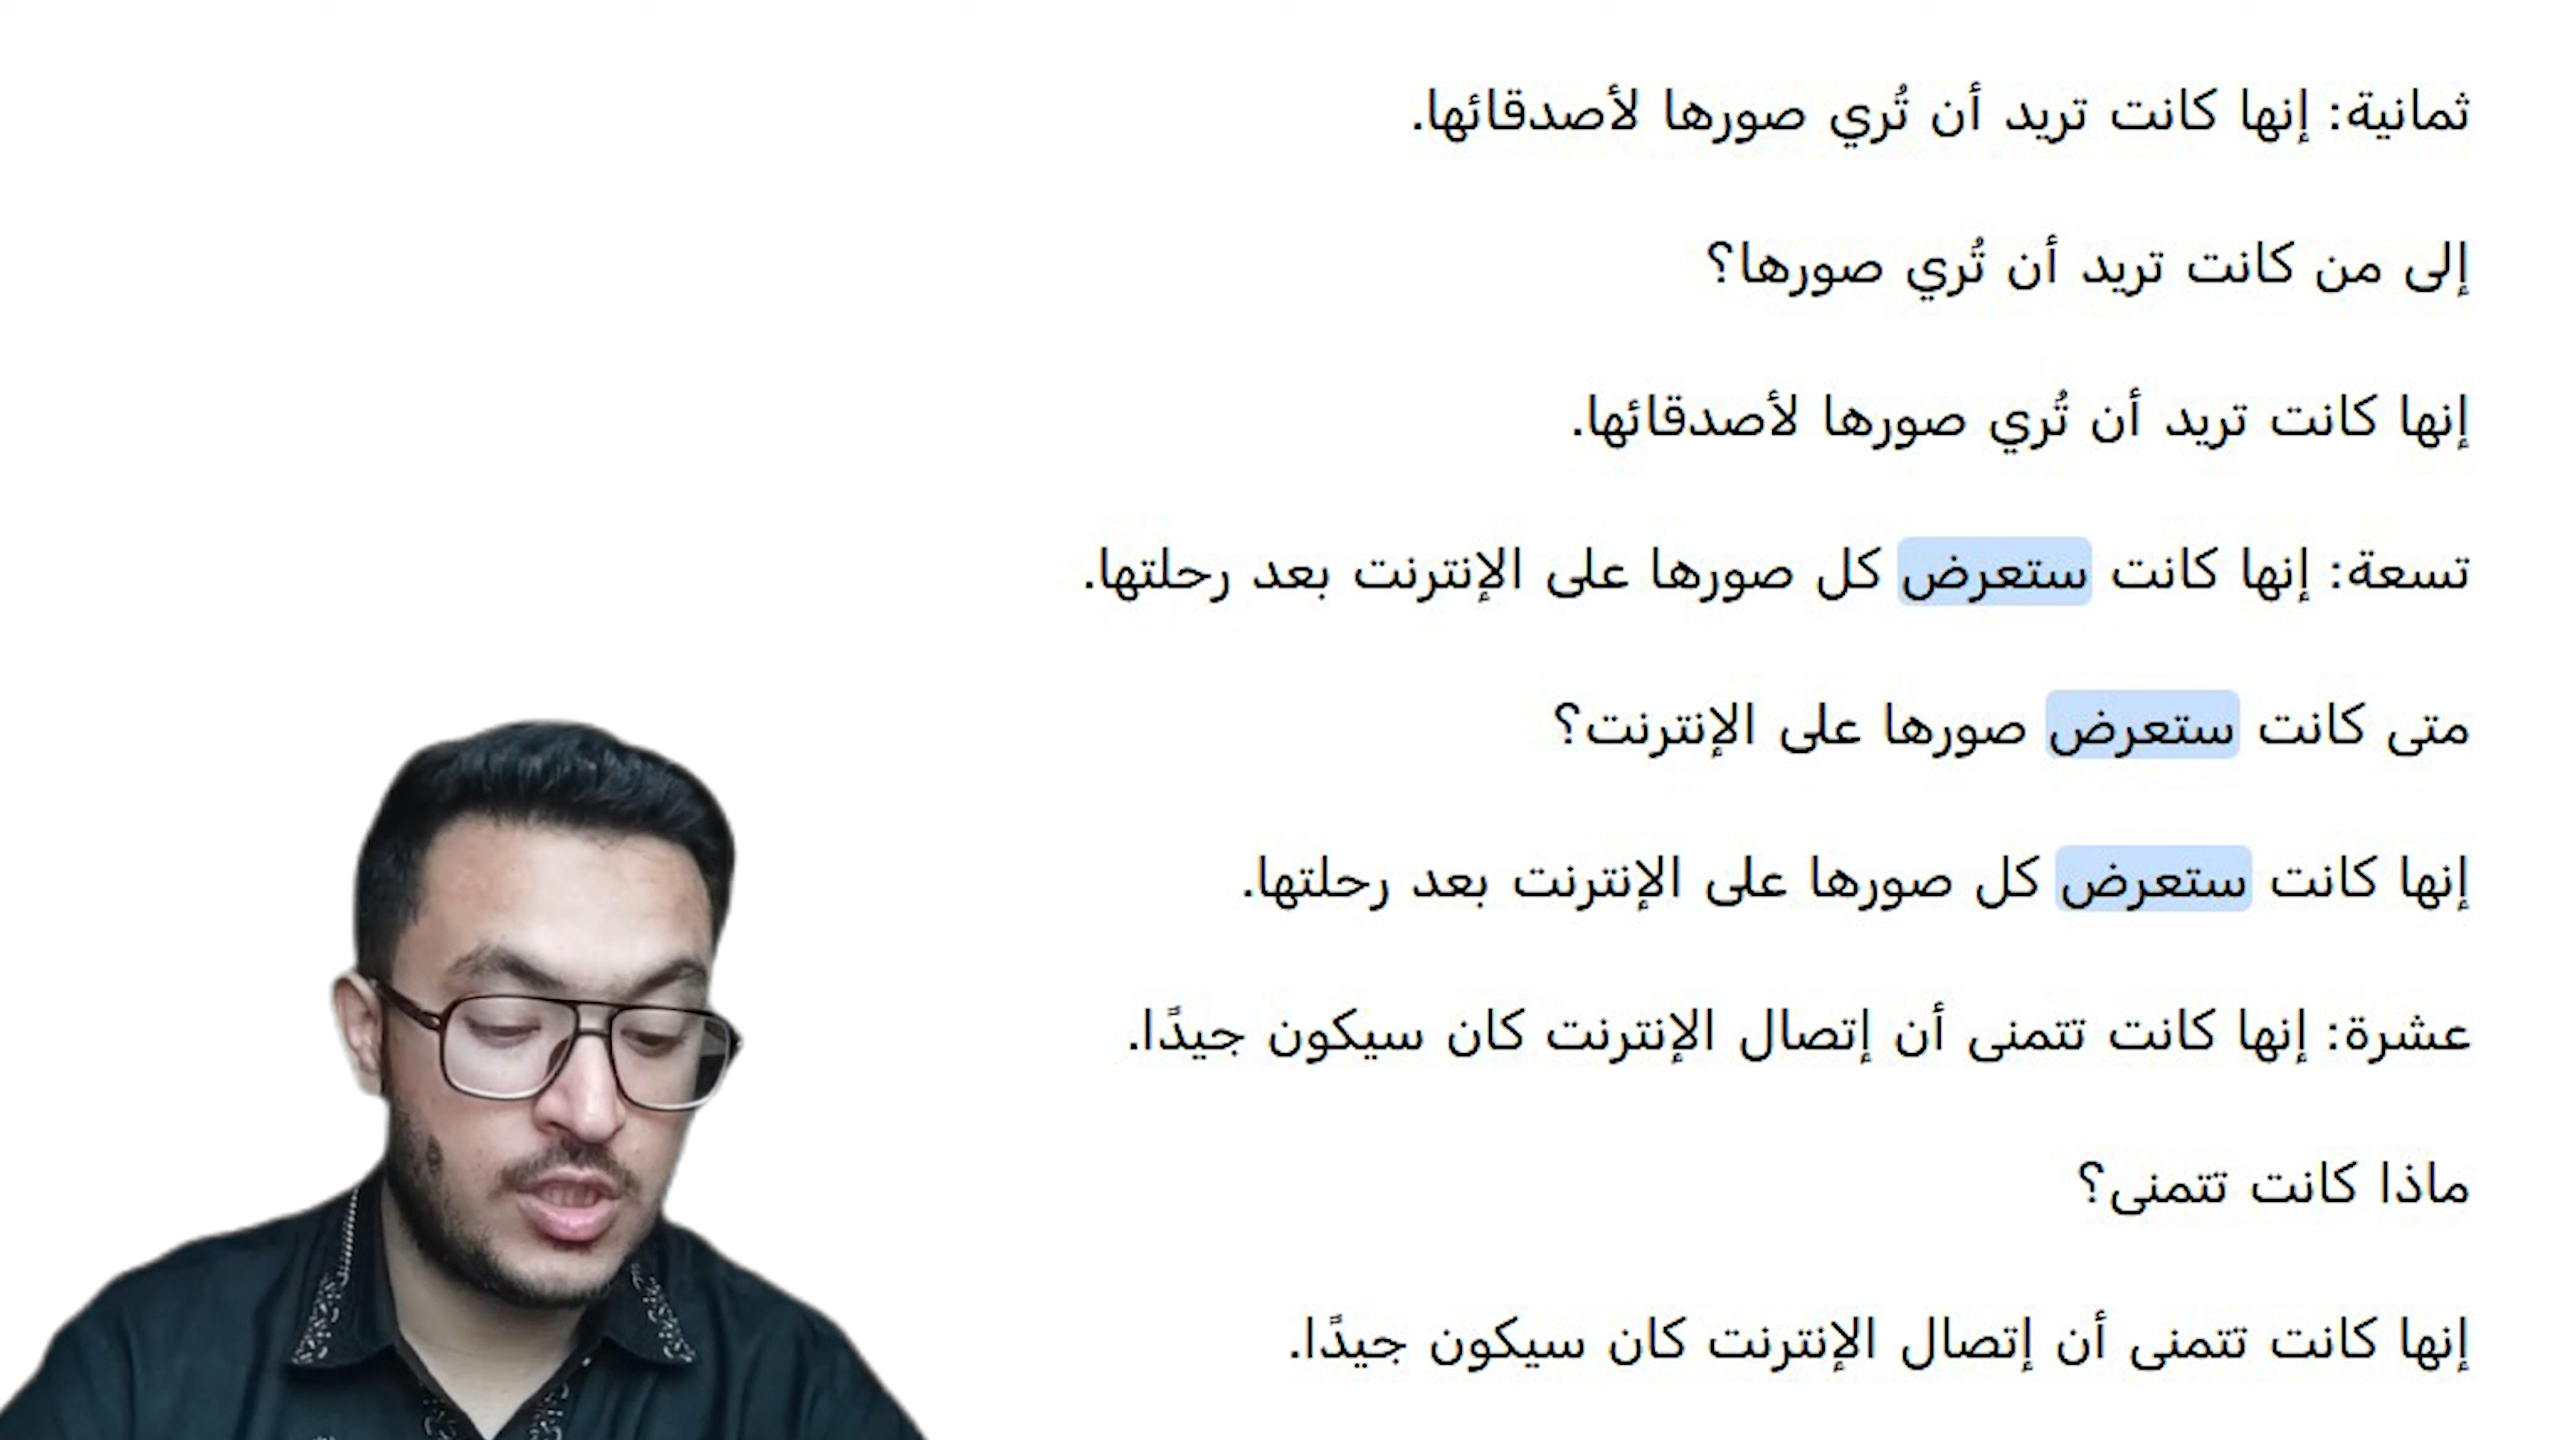 ثمانية: إنها كانت تريد أن تُري صورها لأصدقائها.
إلى من كانت تريد أن تُري صورها؟
إنها كانت تريد أن تُري صورها لأصدقائها.
تسعة: إنها كانت ستعرض كل صورها على الإنترنت بعد رحلتها.
متى كانت ستعرض صورها على الإنترنت؟
إنها كانت ستعرض كل صورها على الإنترنت بعد رحلتها.
عشرة: إنها كانت تتمنى أن إتصال الإنترنت كان سيكون جيدًا.
ماذا كانت تتمنى؟
إنها كانت تتمنى أن إتصال الإنترنت كان سيكون جيدًا.